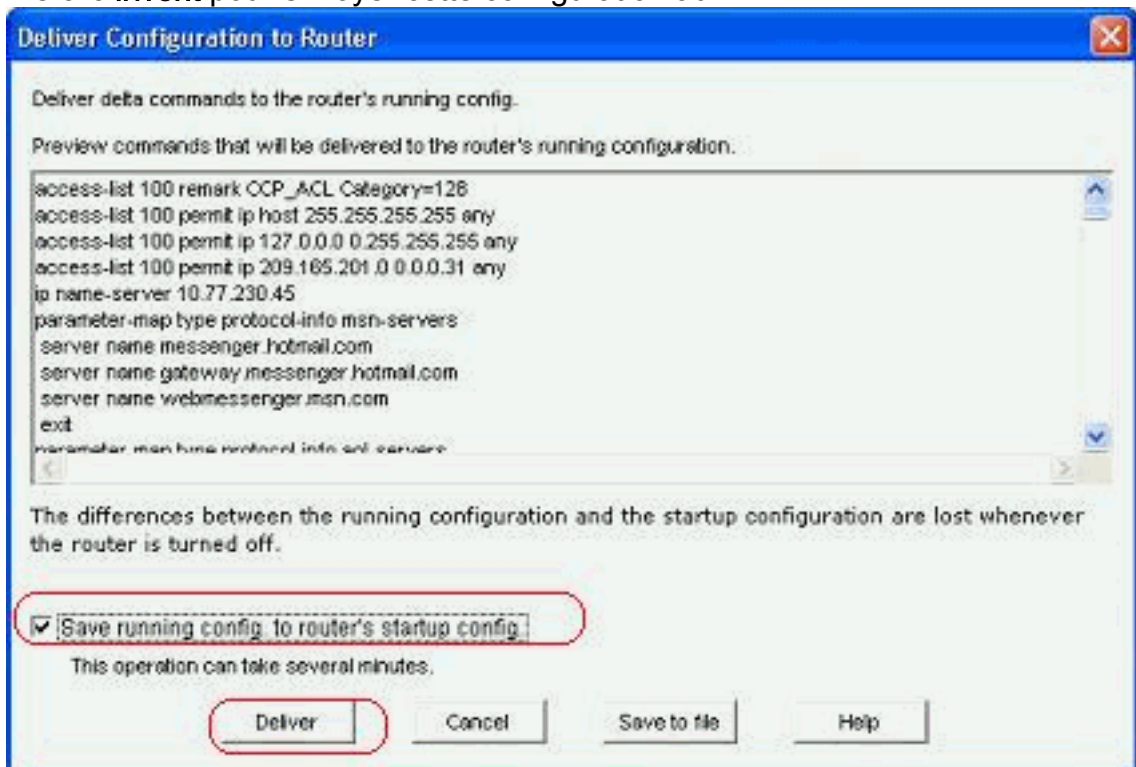 Deliver Configuration to Router
Deliver delta commands to the router's running config.
Preview commands that will be delivered to the router's running configuration.
access-list 100 remark CCP_ACL Category=128
access-list 100 permit ip host 255.255.255.255 any
access-list 100 permit ip 127.0.0.0 0.255.255.255 any
access-list 100 permit ip 209.165.201.0 0.0.0.31 any
ip name-server 10.77.230.45
parameter-map type protocol-info msn-servers
server name messenger.hotmail.com
server name gateway.messenger.hotmail.com
server name webmessenger.msn.com
exit
parameter-map type protocol-info aol-servers
The differences between the running configuration and the startup configuration are lost whenever
the router is turned off.
Save running config. to router's startup config.
This operation can take several minutes.
Deliver Cancel Save to file Help